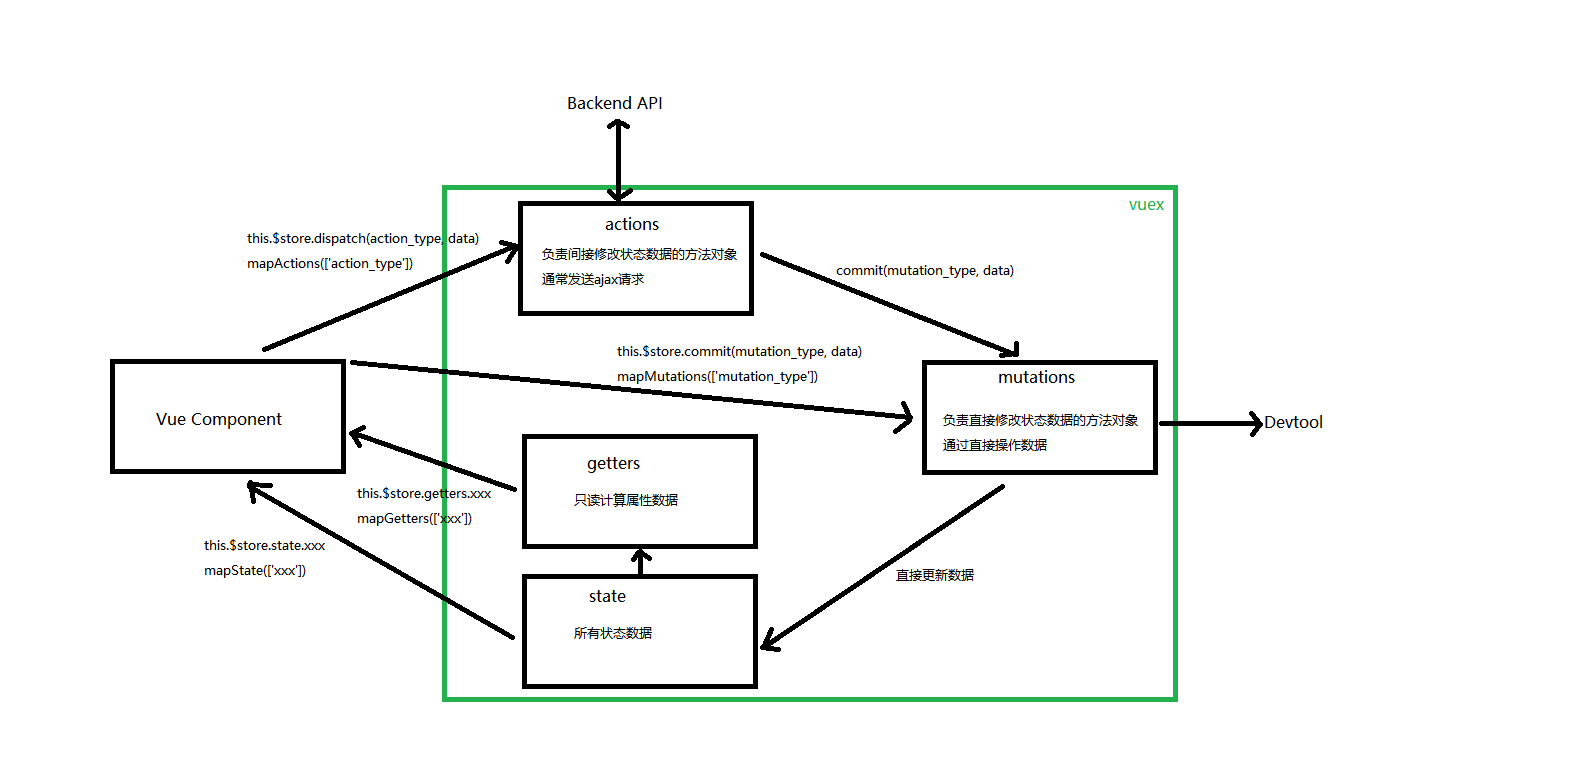 Backend API
vuex
actions
负责间接修改状态数据的方法对象
通常发送ajax请求
this.$store.dispatch(action_type, data)
mapActions(['action_type'])
commit(mutation_type, data)
this.$store.commit(mutation_type, data)
mapMutations(['mutation_type'])
Vue Component
mutations
负责直接修改状态数据的方法对象
通过直接操作数据
Devtool
getters
只读计算属性数据
this.$store.getters.xxx
mapGetters(['xxx'])
this.$store.state.xxx
mapState(['xxx'])
直接更新数据
state
所有状态数据